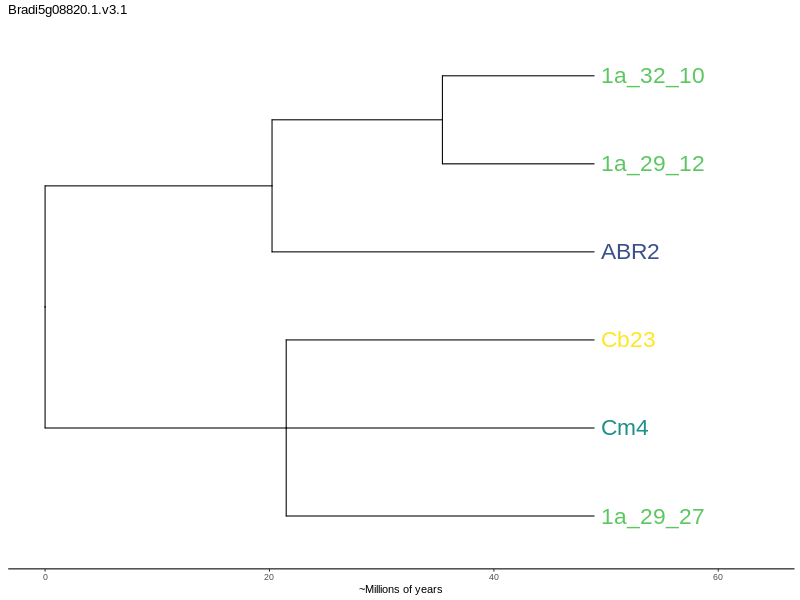 Bradi5g08820.1.v3.1
1a_32_10
1a_29_12
ABR2
Cb23
Cm4
1a_29_27
0 20 40 60
~Millions of years